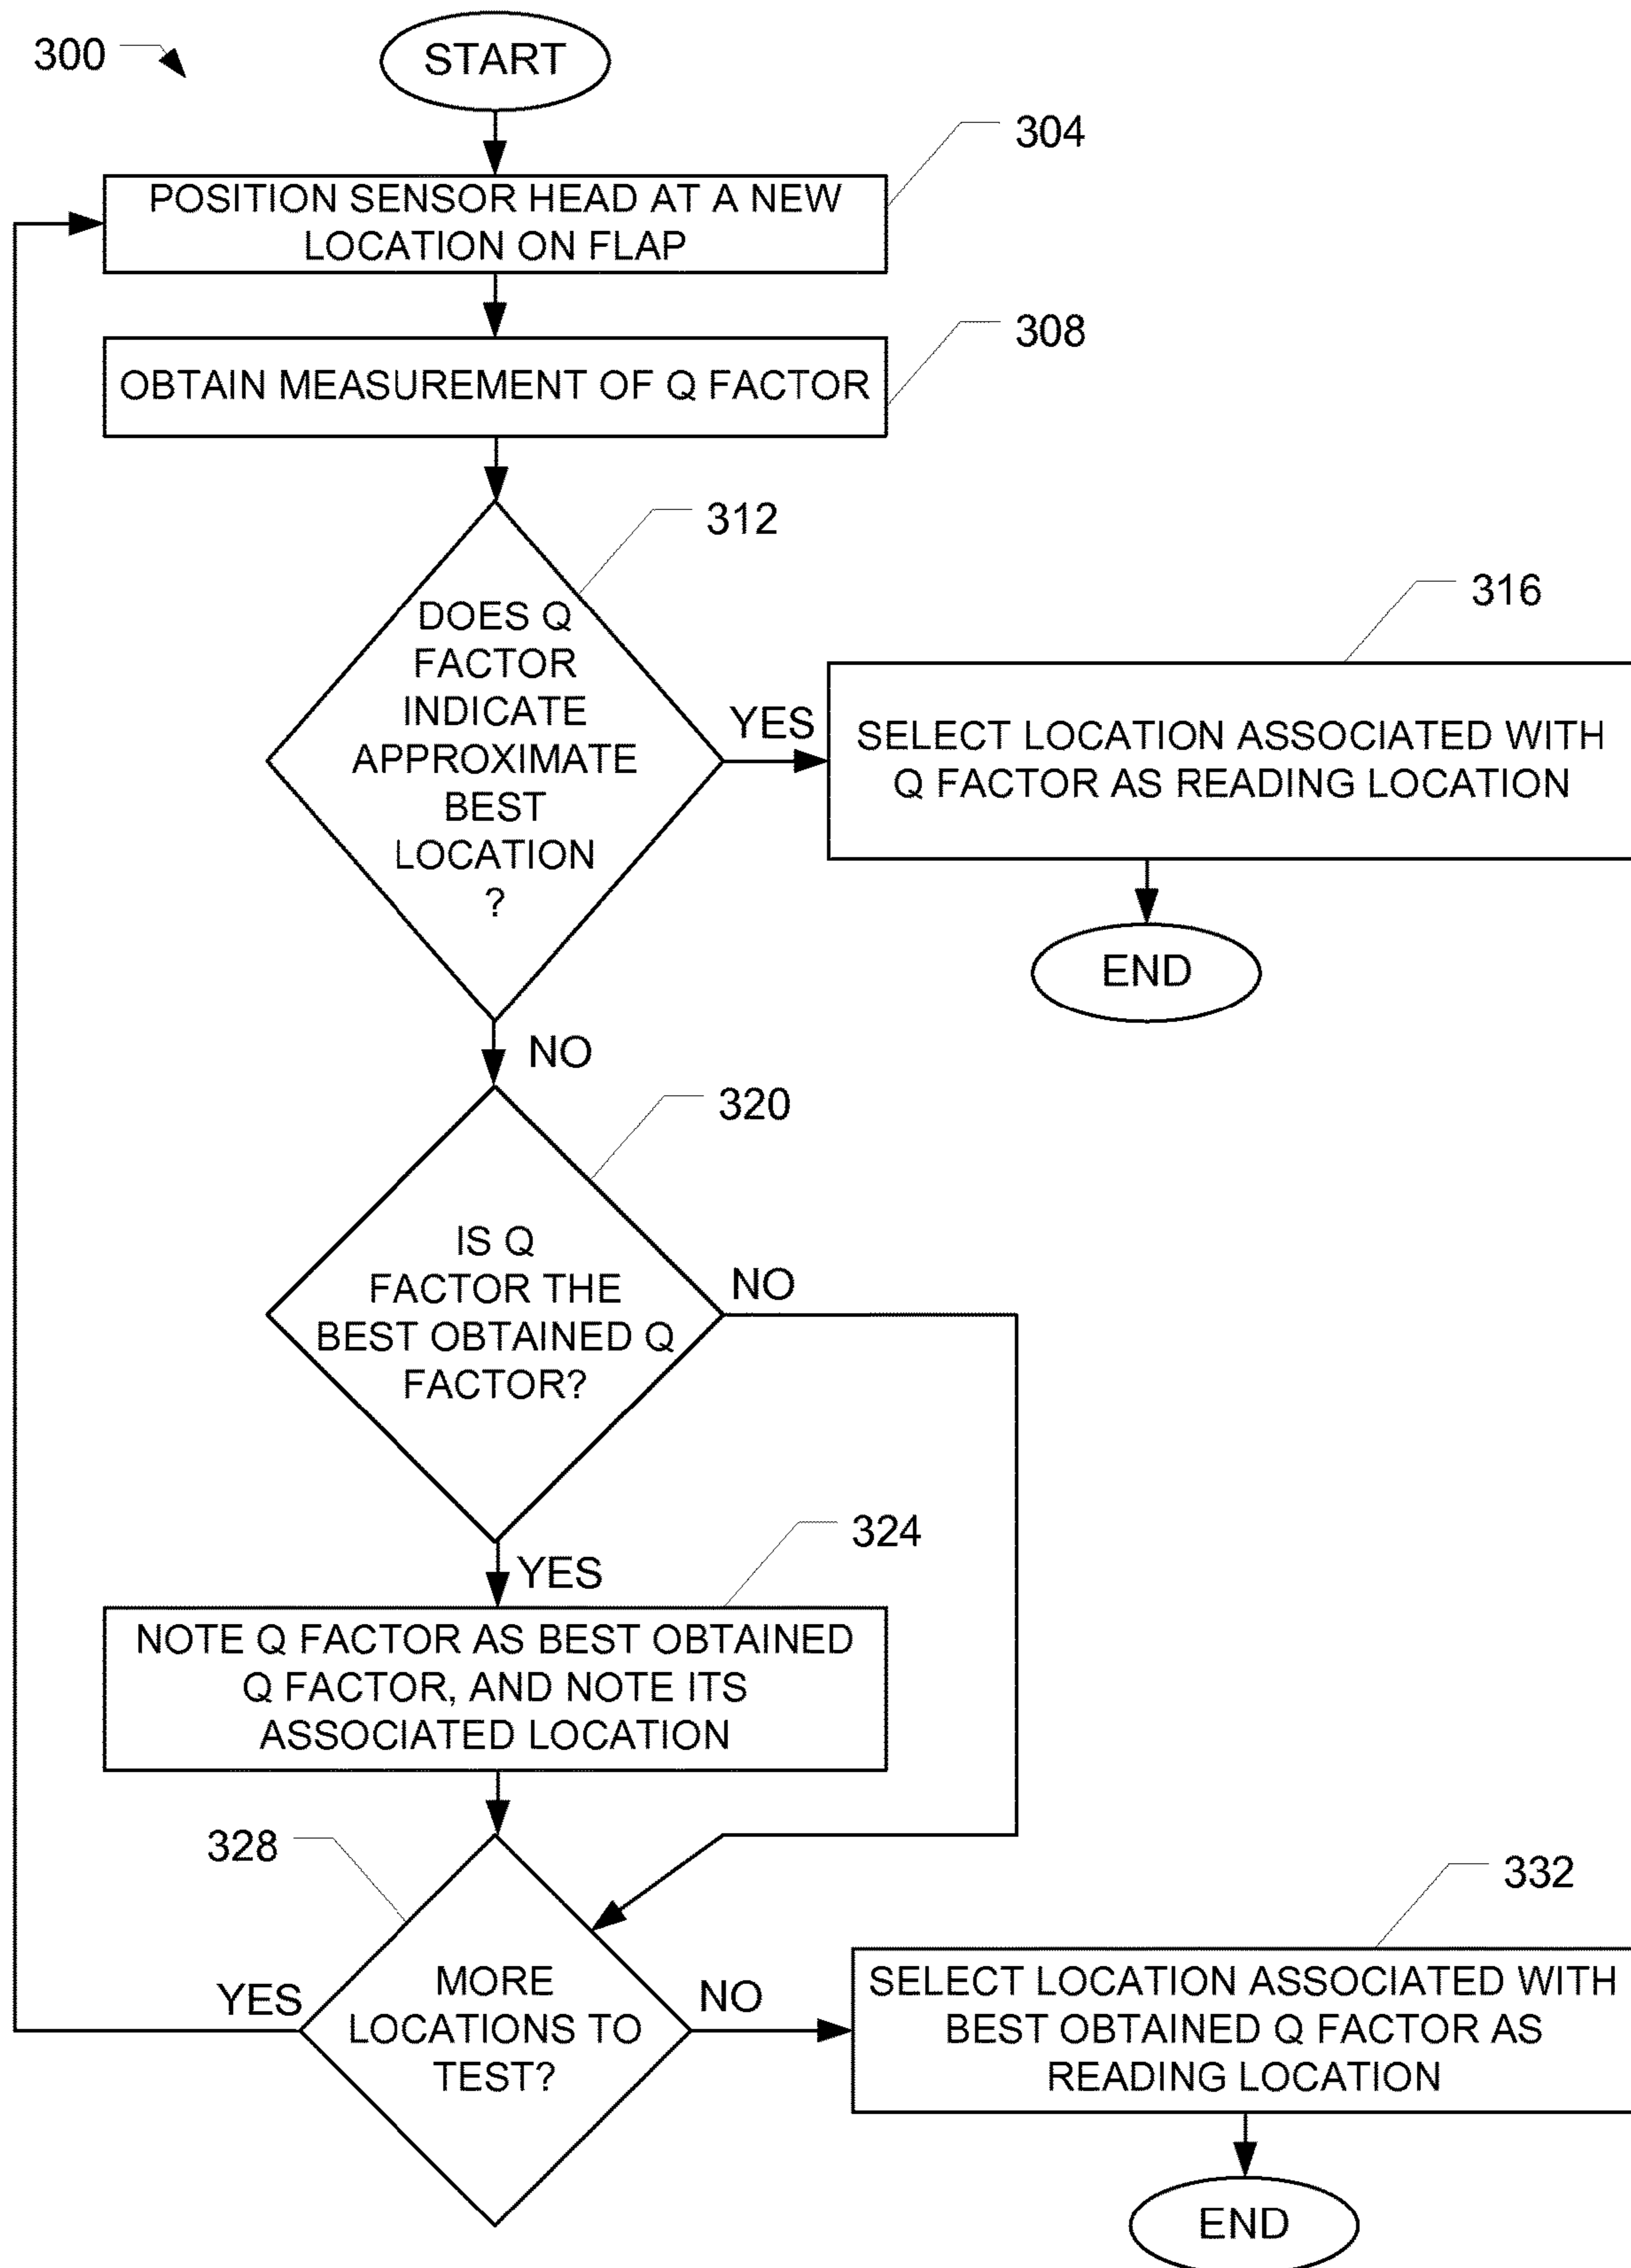 300
START
304
POSITION SENSOR HEAD AT A NEW
LOCATION ON FLAP
308
OBTAIN MEASUREMENT OF Q FACTOR
312
DOES Q
FACTOR
INDICATE
APPROXIMATE
BEST
LOCATION
?
YES
316
SELECT LOCATION ASSOCIATED WITH
Q FACTOR AS READING LOCATION
END
NO
320
IS Q
FACTOR THE
BEST OBTAINED Q
FACTOR?
NO
YES
324
NOTE Q FACTOR AS BEST OBTAINED
Q FACTOR, AND NOTE ITS
ASSOCIATED LOCATION
328
MORE
LOCATIONS TO
TEST?
YES
NO
332
SELECT LOCATION ASSOCIATED WITH
BEST OBTAINED Q FACTOR AS
READING LOCATION
END